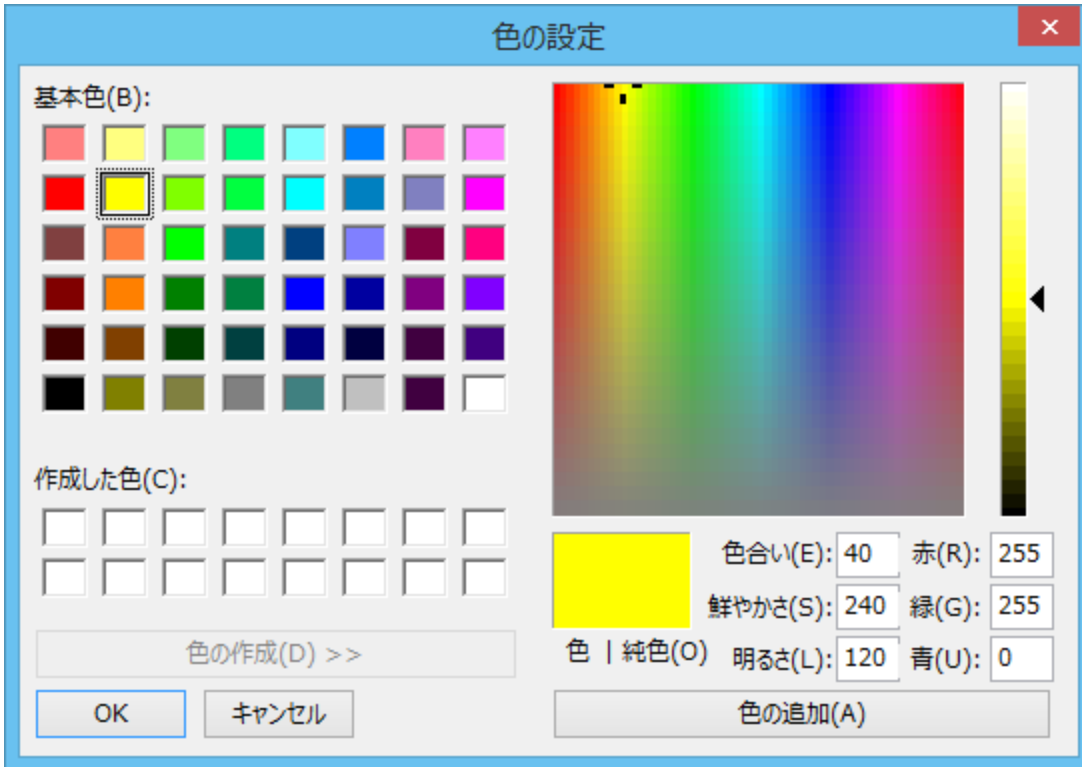 色の設定
基本色(B):
作成した色(C):
色の作成(D) >>
OK
キャンセル
色 | 純色(O)
色合い(E): 40
鮮やかさ(S): 240
明るさ(L): 120
赤(R): 255
緑(G): 255
青(U): 0
色の追加(A)